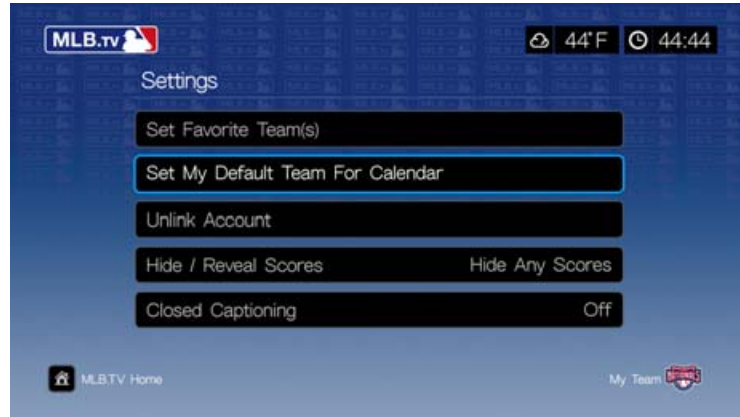 MLB.TV
44°F
44:44
Settings
Set Favorite Team(s)
Set My Default Team For Calendar
Unlink Account
Hide / Reveal Scores Hide Any Scores
Closed Captioning Off
MLB.TV Home
My Team NATIONALS